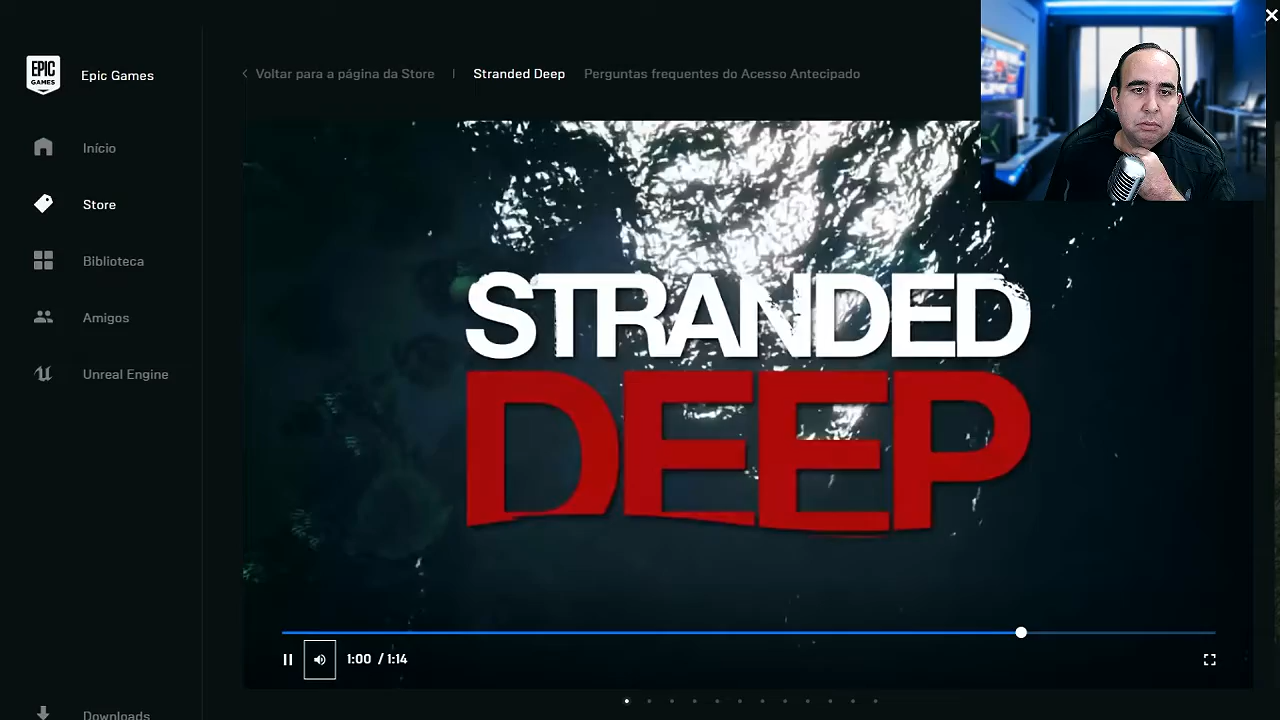 EPIC
GAMES
Epic Games
Início
Store
Biblioteca
Amigos
Unreal Engine
Downloads
Voltar para a página da Store
Stranded Deep
Perguntas frequentes do Acesso Antecipado
STRANDED
DEEP
1:00 / 1:14